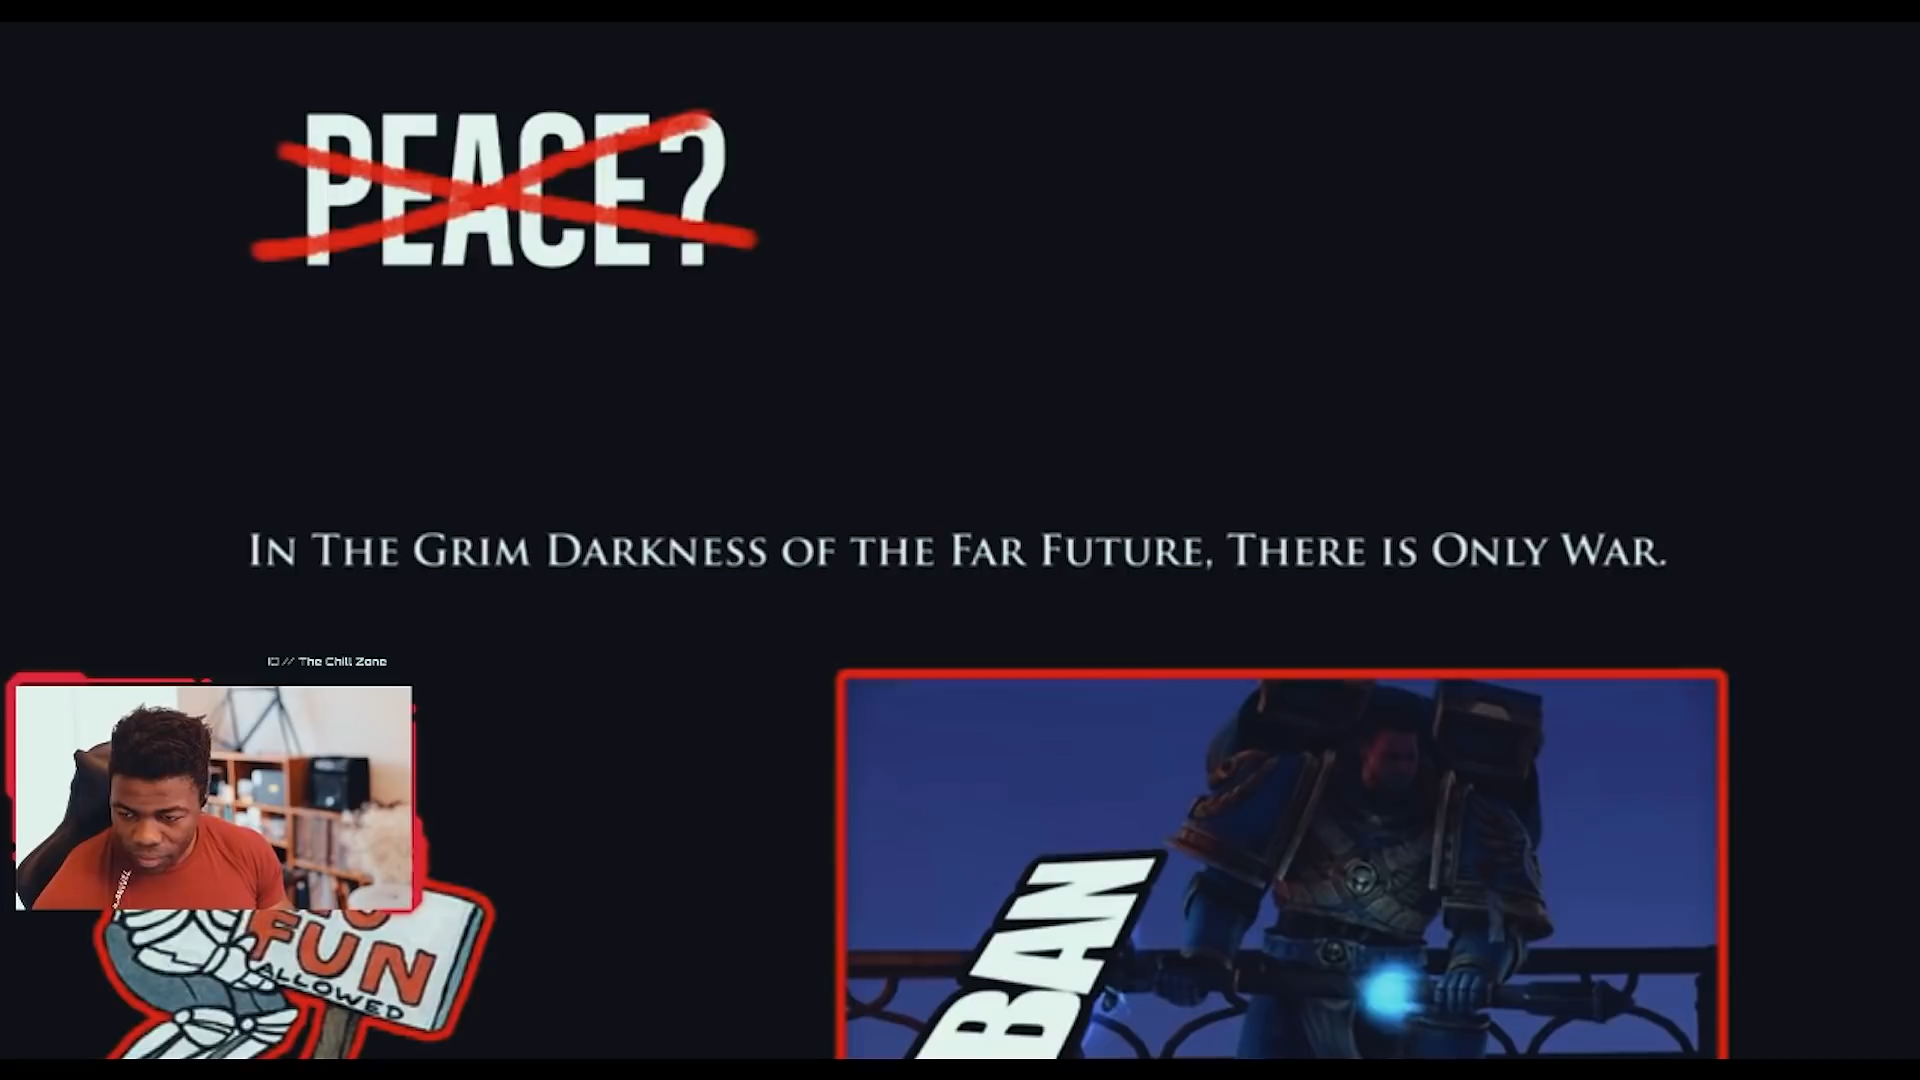 PEACE?
IN THE GRIM DARKNESS OF THE FAR FUTURE, THERE IS ONLY WAR.
// The Chill Zone
FUN
ALLOWED
BAN